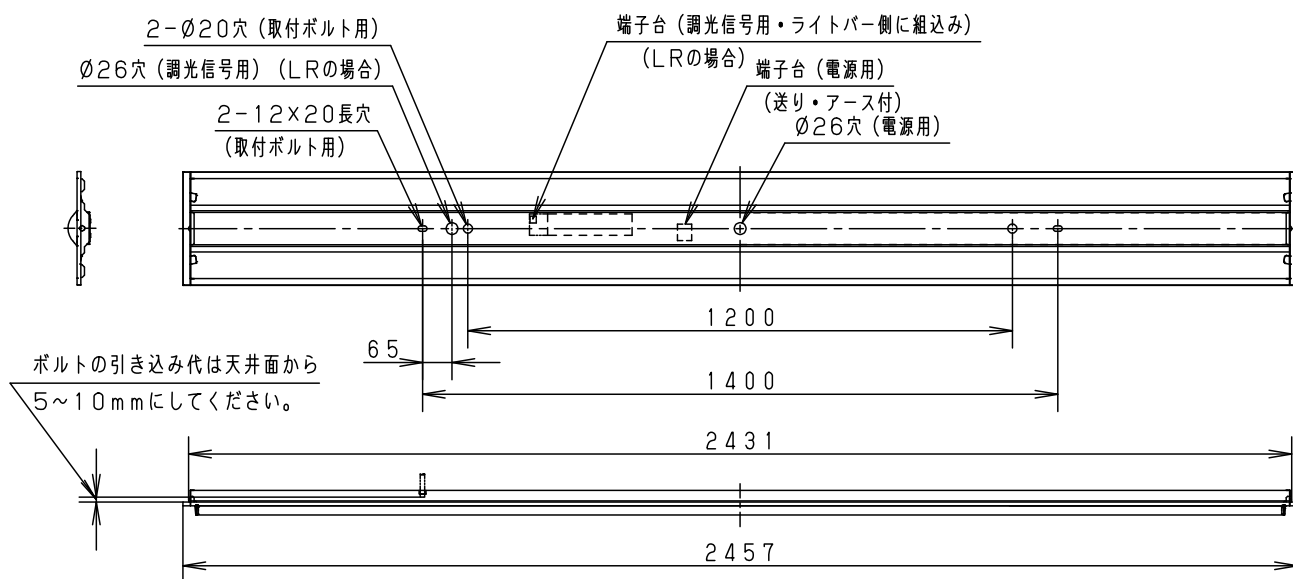 2-Ø20穴（取付ボルト用）
端子台（調光信号用・ライトバー側に組込み）
（LRの場合）
Ø26穴（調光信号用）（LRの場合）
端子台（電源用）
（送り・アース付）
2-12×20長穴
（取付ボルト用）
Ø26穴（電源用）
1200
65
1400
ボルトの引き込み代は天井面から
5~10mmにしてください。
2431
2457